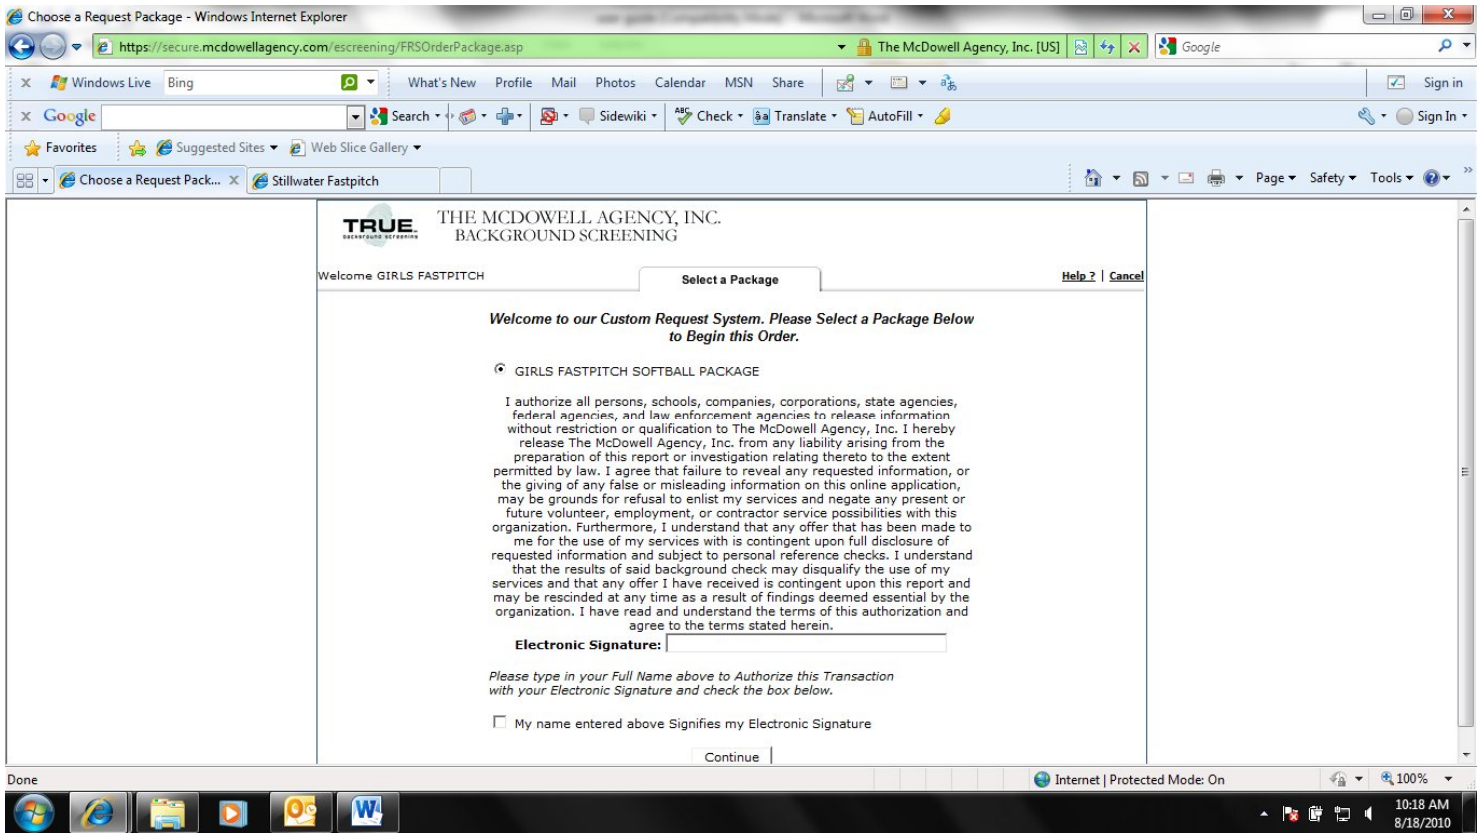 Choose a Request Package - Windows Internet Explorer
https://secure.mcdowellagency.com/escreening/FRSOrderPackage.asp
The McDowell Agency, Inc. [US]
Google
Windows Live
Bing
What's New Profile Mail Photos Calendar MSN Share
Sign in
Google
Search
Sidewiki
Check
Translate
AutoFill
Sign In
Favorites
Suggested Sites
Web Slice Gallery
Choose a Request Pack...
Stillwater Fastpitch
Page Safety Tools
TRUE.
background screening
THE MCDOWELL AGENCY, INC.
BACKGROUND SCREENING
Welcome GIRLS FASTPITCH
Select a Package
Help ? | Cancel
Welcome to our Custom Request System. Please Select a Package Below
to Begin this Order.
GIRLS FASTPITCH SOFTBALL PACKAGE
I authorize all persons, schools, companies, corporations, state agencies,
federal agencies, and law enforcement agencies to release information
without restriction or qualification to The McDowell Agency, Inc. I hereby
release The McDowell Agency, Inc. from any liability arising from the
preparation of this report or investigation relating thereto to the extent
permitted by law. I agree that failure to reveal any requested information, or
the giving of any false or misleading information on this online application,
may be grounds for refusal to enlist my services and negate any present or
future volunteer, employment, or contractor service possibilities with this
organization. Furthermore, I understand that any offer that has been made to
me for the use of my services with is contingent upon full disclosure of
requested information and subject to personal reference checks. I understand
that the results of said background check may disqualify the use of my
services and that any offer I have received is contingent upon this report and
may be rescinded at any time as a result of findings deemed essential by the
organization. I have read and understand the terms of this authorization and
agree to the terms stated herein.
Electronic Signature:
Please type in your Full Name above to Authorize this Transaction
with your Electronic Signature and check the box below.
My name entered above Signifies my Electronic Signature
Continue
Done
Internet | Protected Mode: On
100%
10:18 AM
8/18/2010